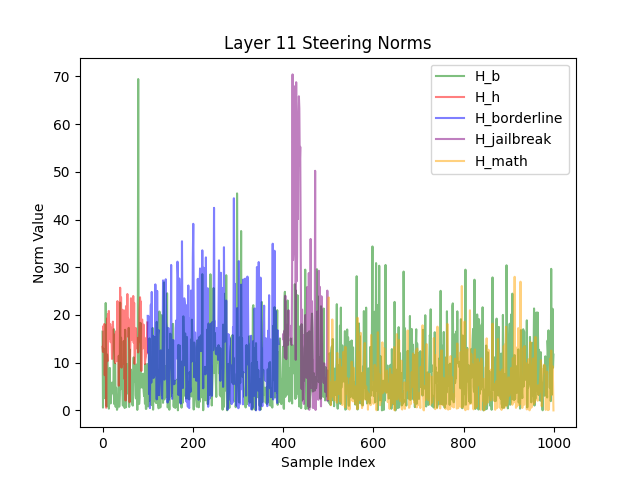 Layer 11 Steering Norms
Norm Value
70
60
50
40
30
20
10
0
H_b
H_h
H_borderline
H_jailbreak
H_math
0
200
400
600
800
1000
Sample Index